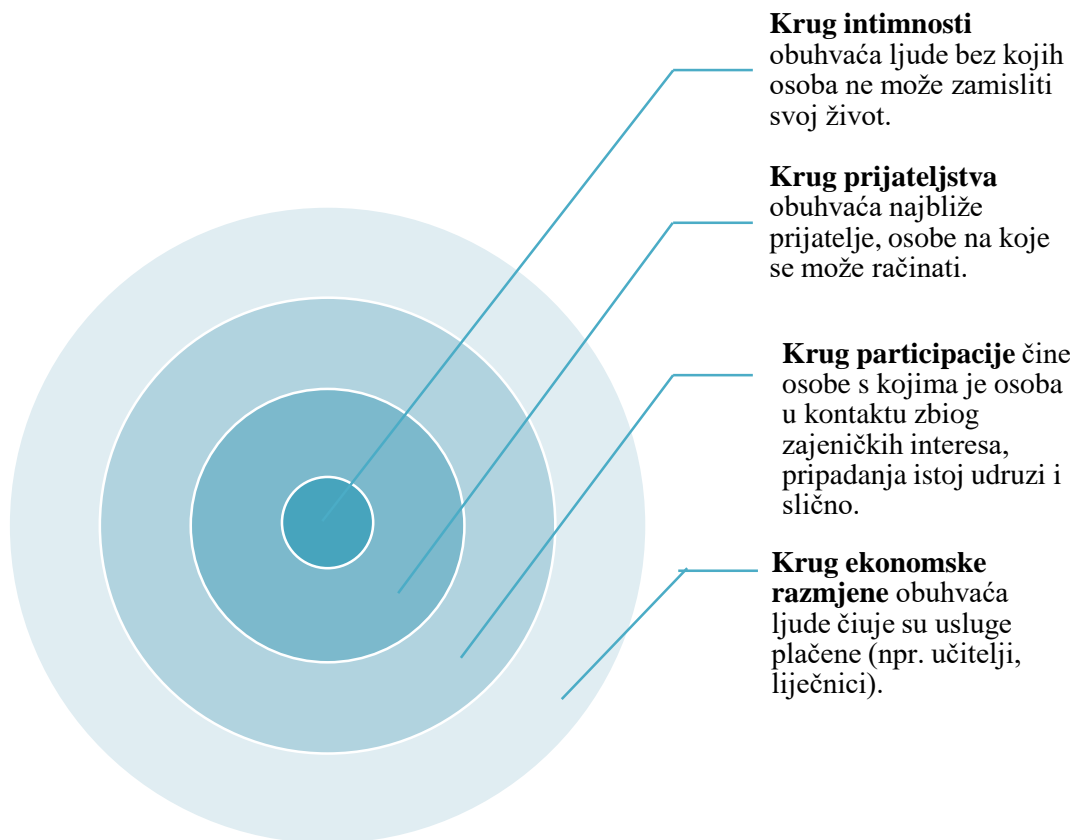 Krug intimnosti
obuhvaća ljude bez kojih
osoba ne može zamisliti
svoj život.
Krug prijateljstva
obuhvaća najbliže
prijatelje, osobe na koje
se može računati.
Krug participacije čine
osobe s kojima je osoba
u kontaktu zbiog
zajeničkih interesa,
pripadanja istoj udruzi i
slično.
Krug ekonomske
razmjene obuhvaća
ljude čiuje su usluge
plačene (npr. učitelji,
liječnici).